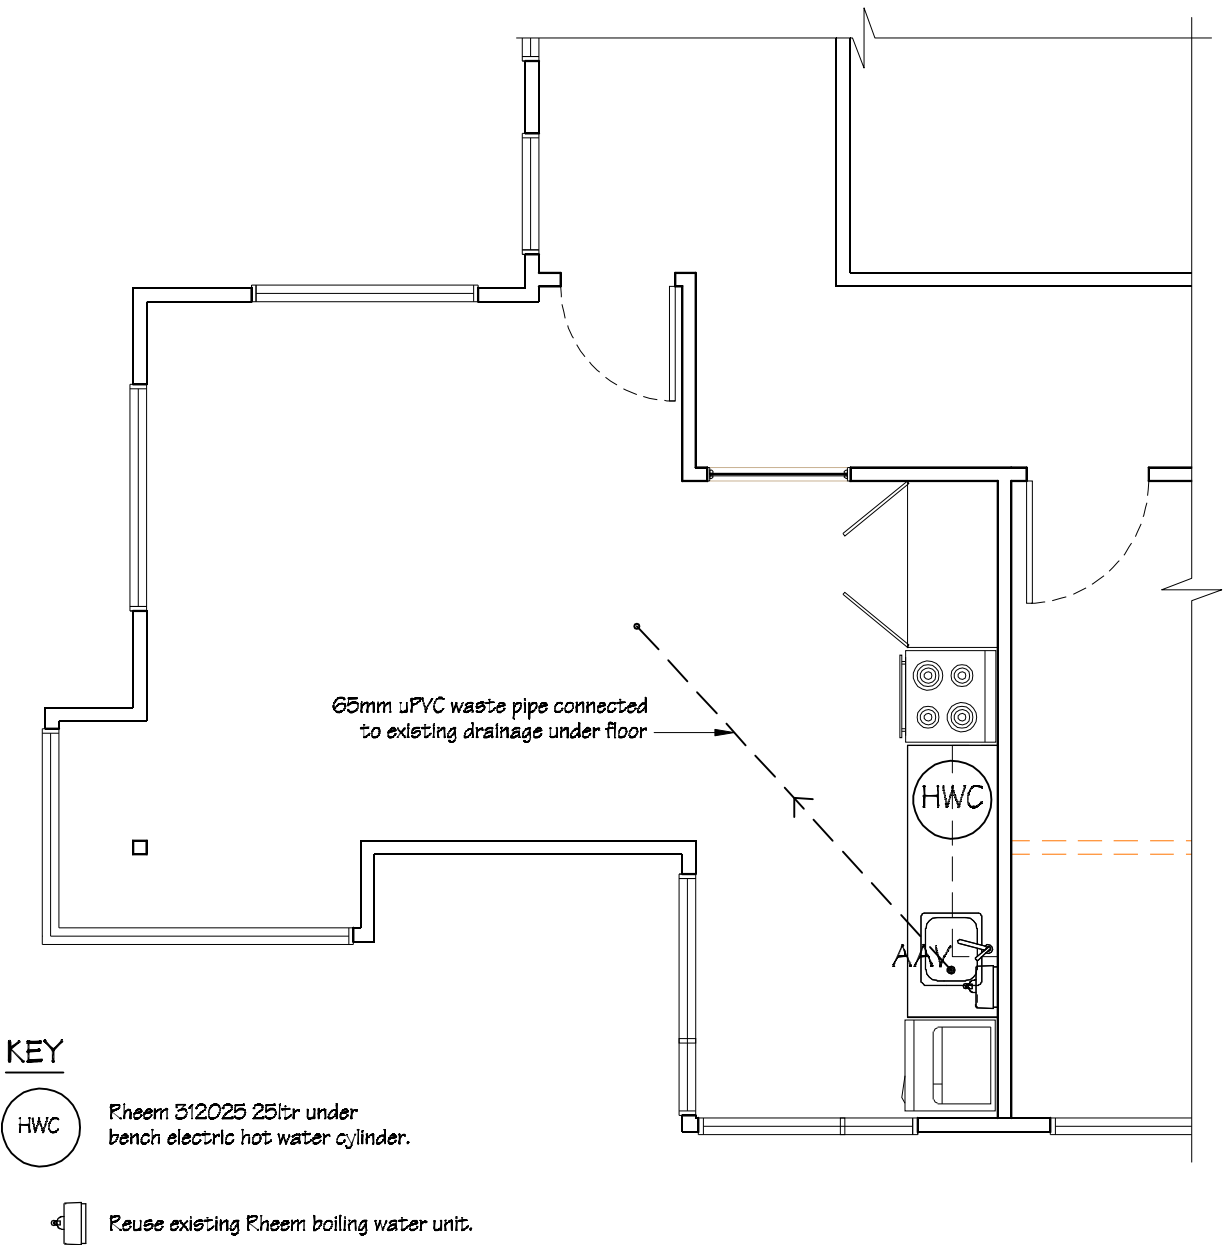 65mm uPVC waste pipe connected
to existing drainage under floor
HWC
AAV
KEY
HWC
Rheem 312025 25ltr under
bench electric hot water cylinder.
Reuse existing Rheem boiling water unit.